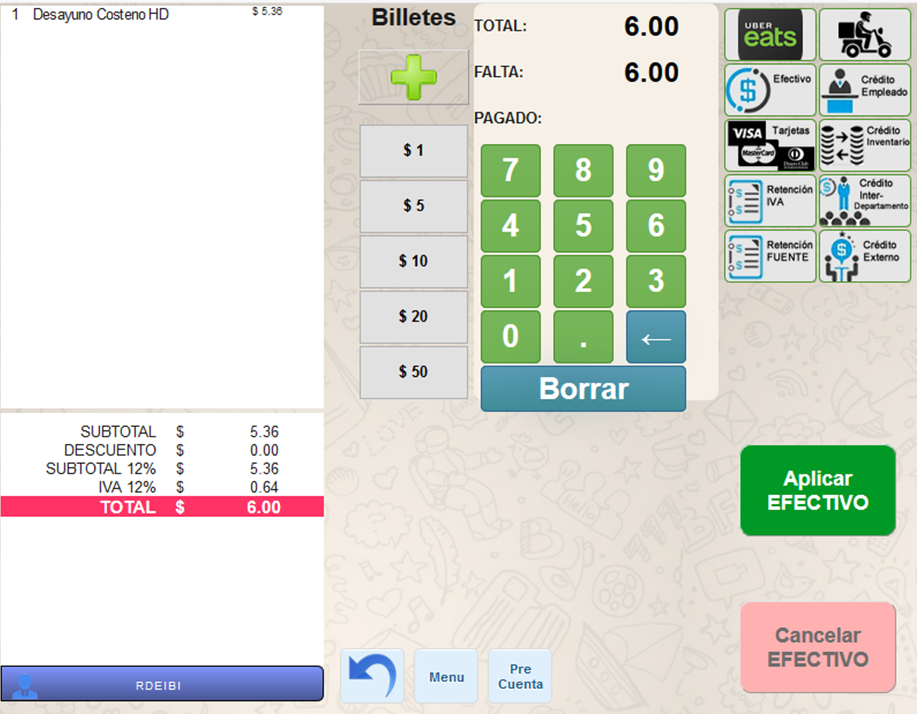 1 Desayuno Costeno HD $ 5.36
SUBTOTAL $ 5.36
DESCUENTO $ 0.00
SUBTOTAL 12% $ 5.36
IVA 12% $ 0.64
TOTAL $ 6.00
RDEIBI
Billetes
$ 1
$ 5
$ 10
$ 20
$ 50
TOTAL: 6.00
FALTA: 6.00
PAGADO:
7 8 9
4 5 6
1 2 3
0 . ←
Borrar
UBER
eats
Efectivo
Crédito
Empleado
VISA
MasterCard
Diners Club
Tarjetas
Crédito
Inventario
Retención
IVA
Crédito
Inter-
Departamento
Retención
FUENTE
Crédito
Externo
Aplicar
EFECTIVO
Cancelar
EFECTIVO
Menu
Pre
Cuenta